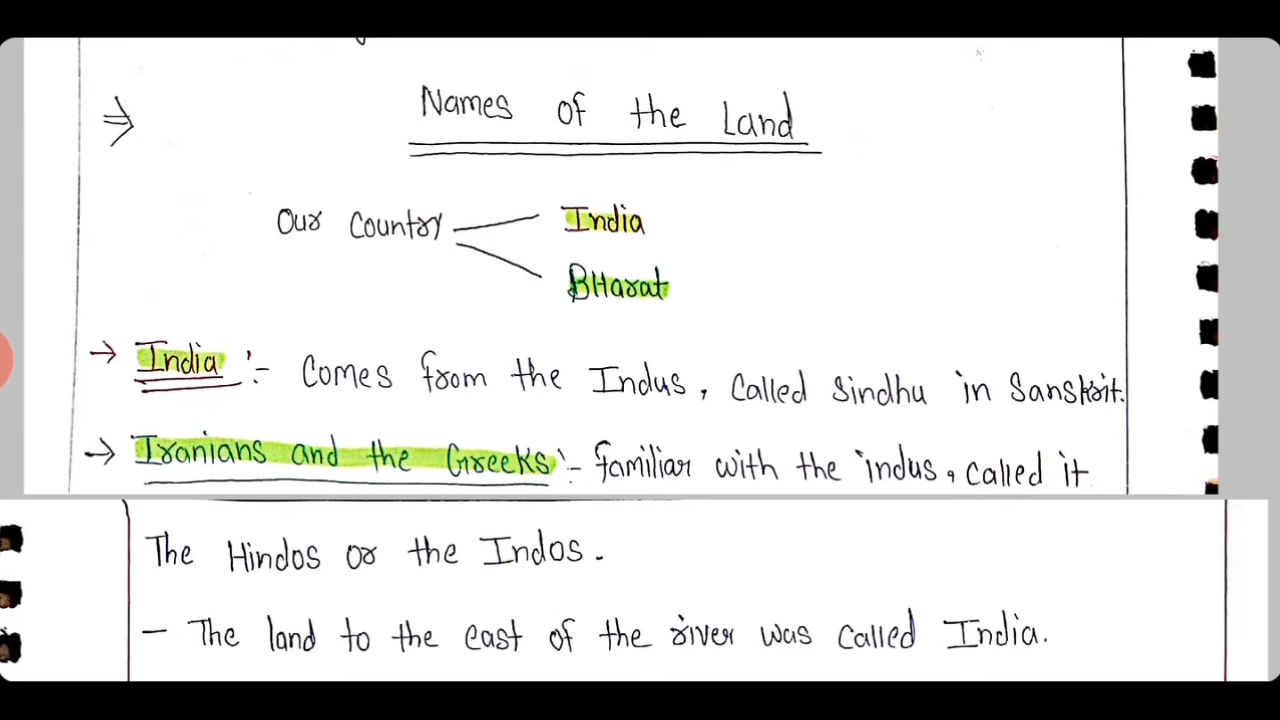 ⇒ Names of the Land
Our Country India
BHarat
→ India :- Comes from the Indus, called Sindhu in Sanskrit.
→ Iranians and the Greeks :- familiar with the indus, called it
The Hindos or the Indos.
— The land to the east of the river was called India.